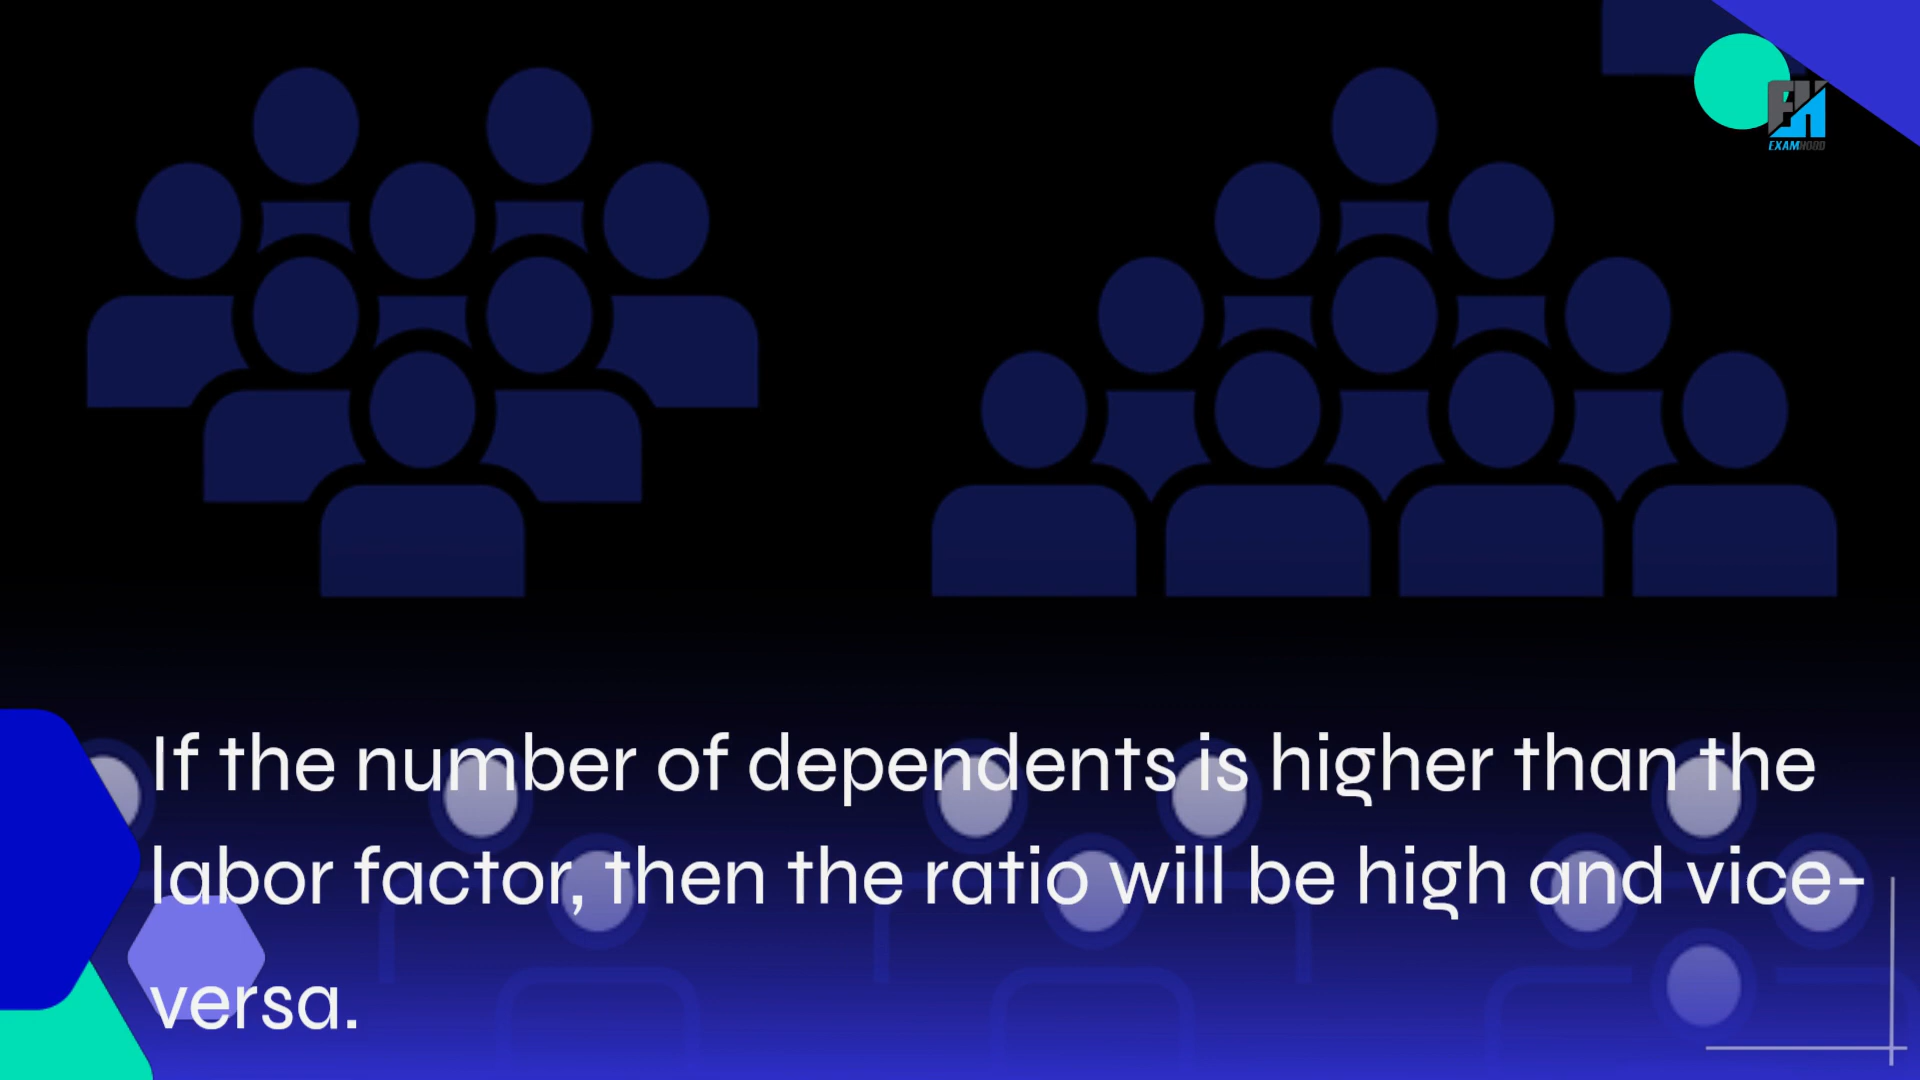 EH
EXAMHOOD
If the number of dependents is higher than the
labor factor, then the ratio will be high and vice-
versa.